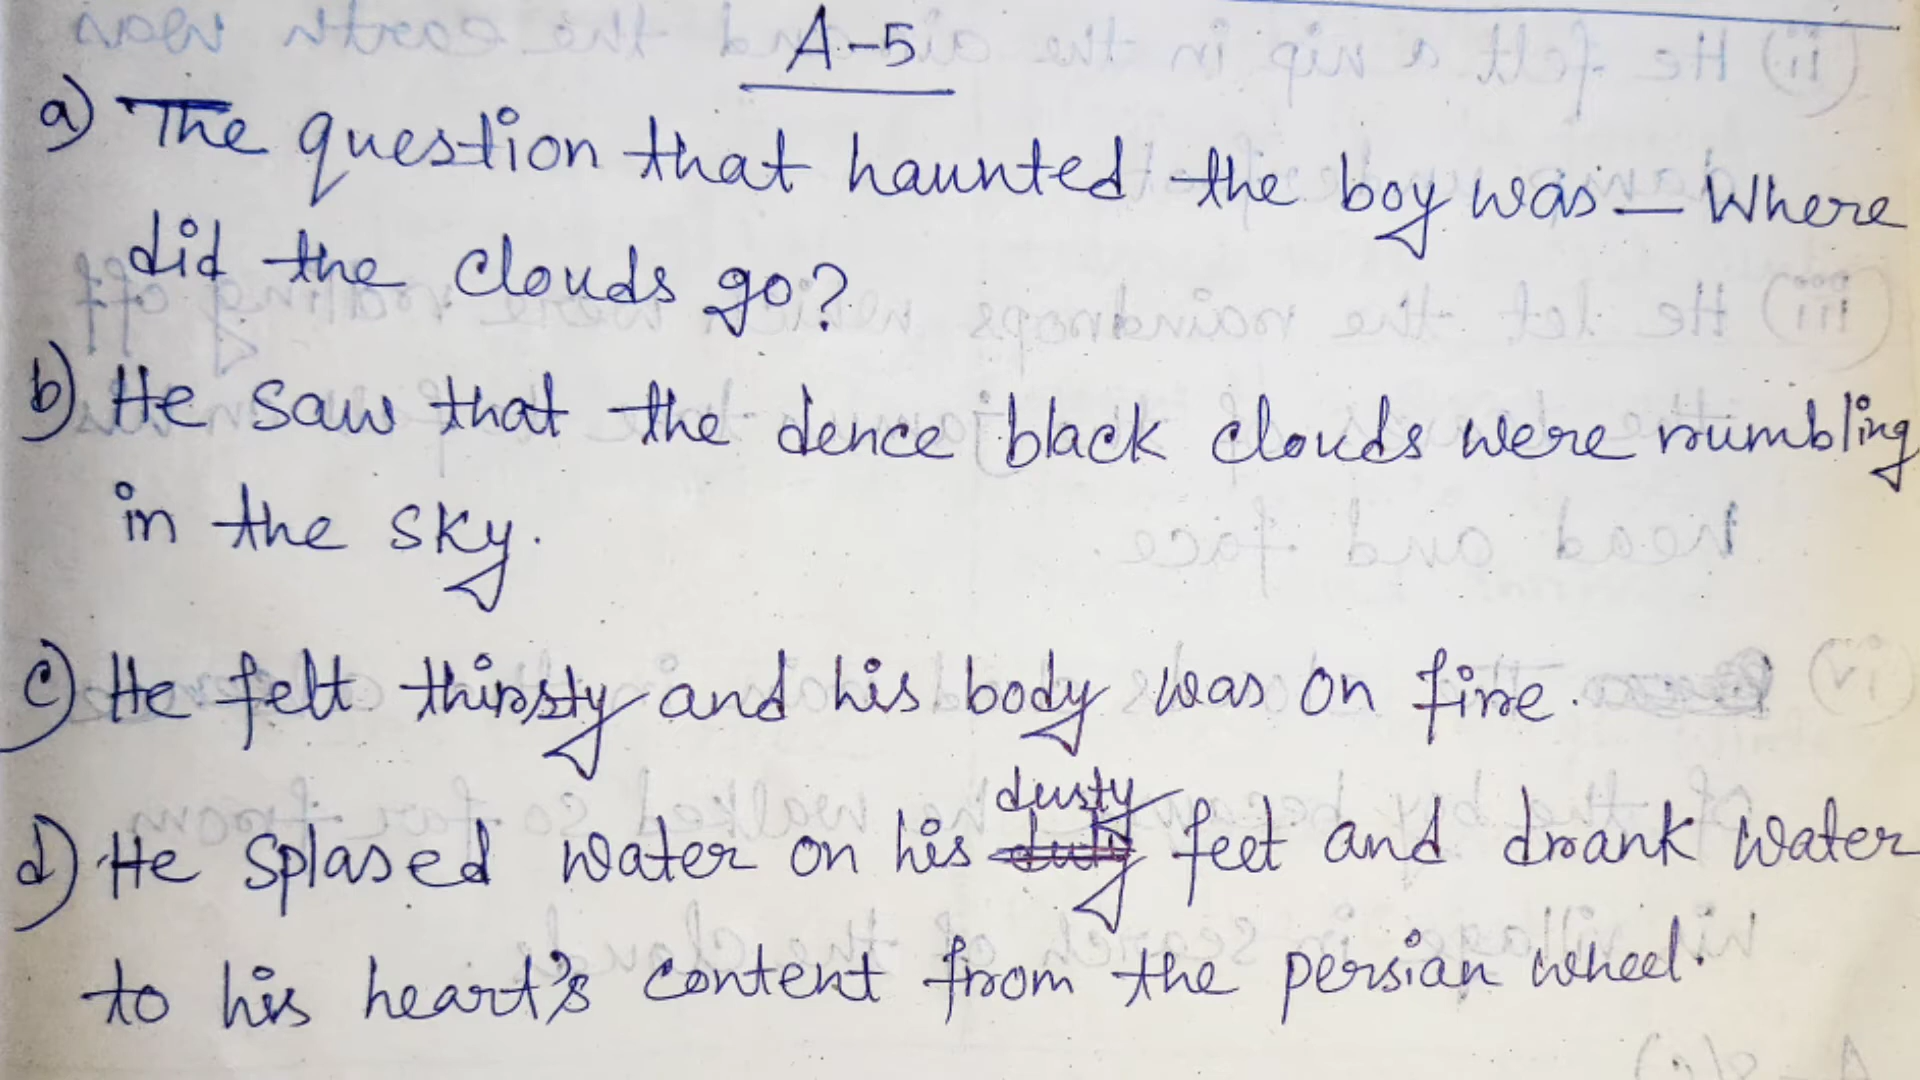 A-5
a) The question that haunted the boy was — Where
did the clouds go?
b) He saw that the dence black clouds were rumbling
in the sky.
c) He felt thirsty and his body was on fire.
d) He splased water on his dusty feet and drank water
to his heart's content from the persian wheel.